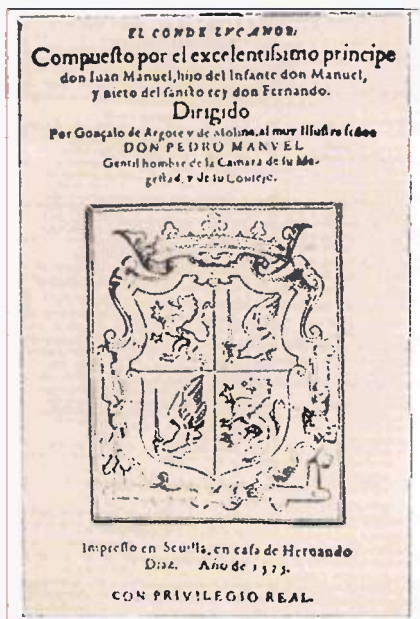 EL CONDE LVCANOR.
Compuesto por el excelentissimo principe
don Iuan Manuel, hijo del Infante don Manuel,
y nieto del sancto rey don Fernando.
Dirigido
Por Gonçalo de Argote y de Molina, al muy Illustre señor
DON PEDRO MANVEL
Gentil hombre de la Camara de su Ma-
gestad, y de su Consejo.
Impresso en Seuilla, en casa de Hernando
Diaz. Año de 1575.
CON PRIVILEGIO REAL.